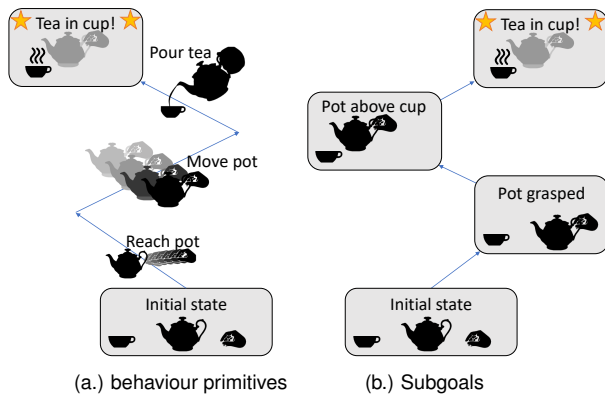 Tea in cup!
Pour tea
Move pot
Reach pot
Initial state
(a.) behaviour primitives
Tea in cup!
Pot above cup
Pot grasped
Initial state
(b.) Subgoals